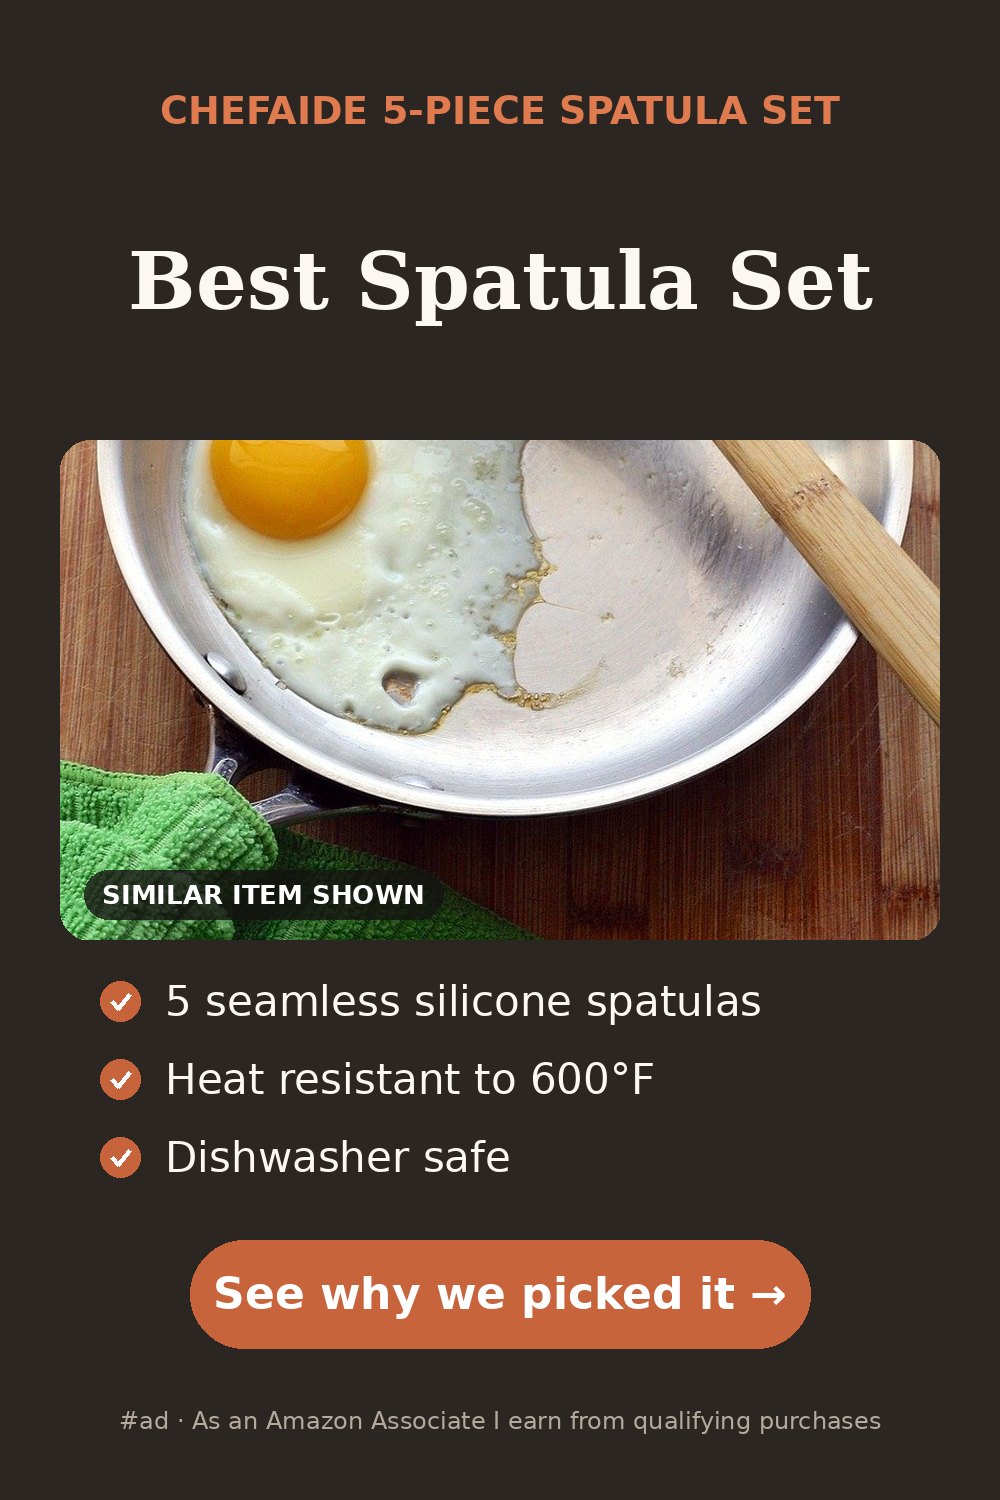 CHEFAIDE 5-PIECE SPATULA SET
Best Spatula Set
SIMILAR ITEM SHOWN
5 seamless silicone spatulas
Heat resistant to 600°F
Dishwasher safe
See why we picked it →
#ad · As an Amazon Associate I earn from qualifying purchases